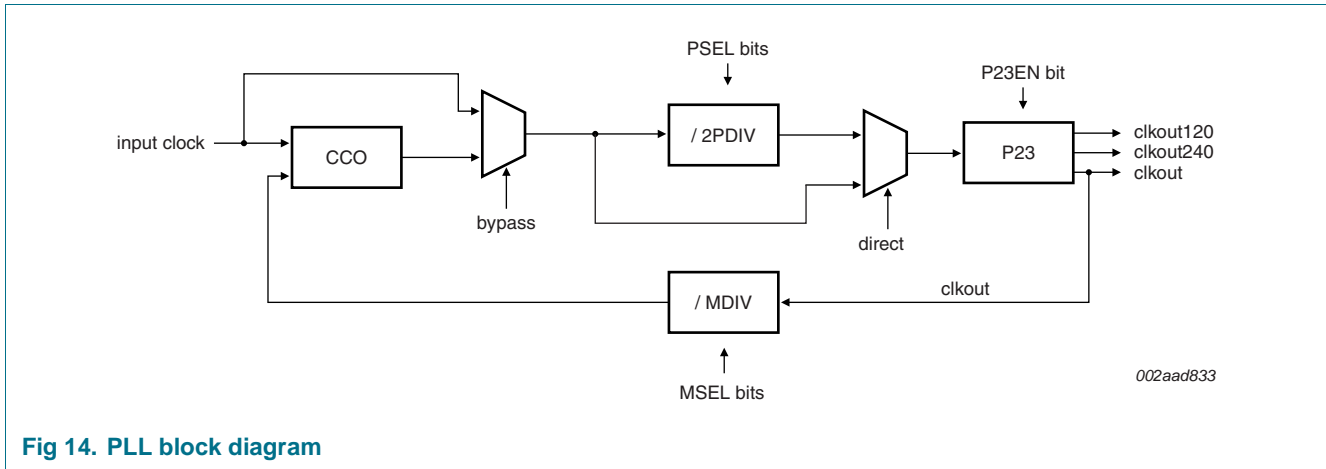 PSEL bits
P23EN bit
input clock
CCO
/ 2PDIV
P23
clkout120
clkout240
clkout
bypass
direct
/ MDIV
clkout
MSEL bits
002aad833
Fig 14. PLL block diagram